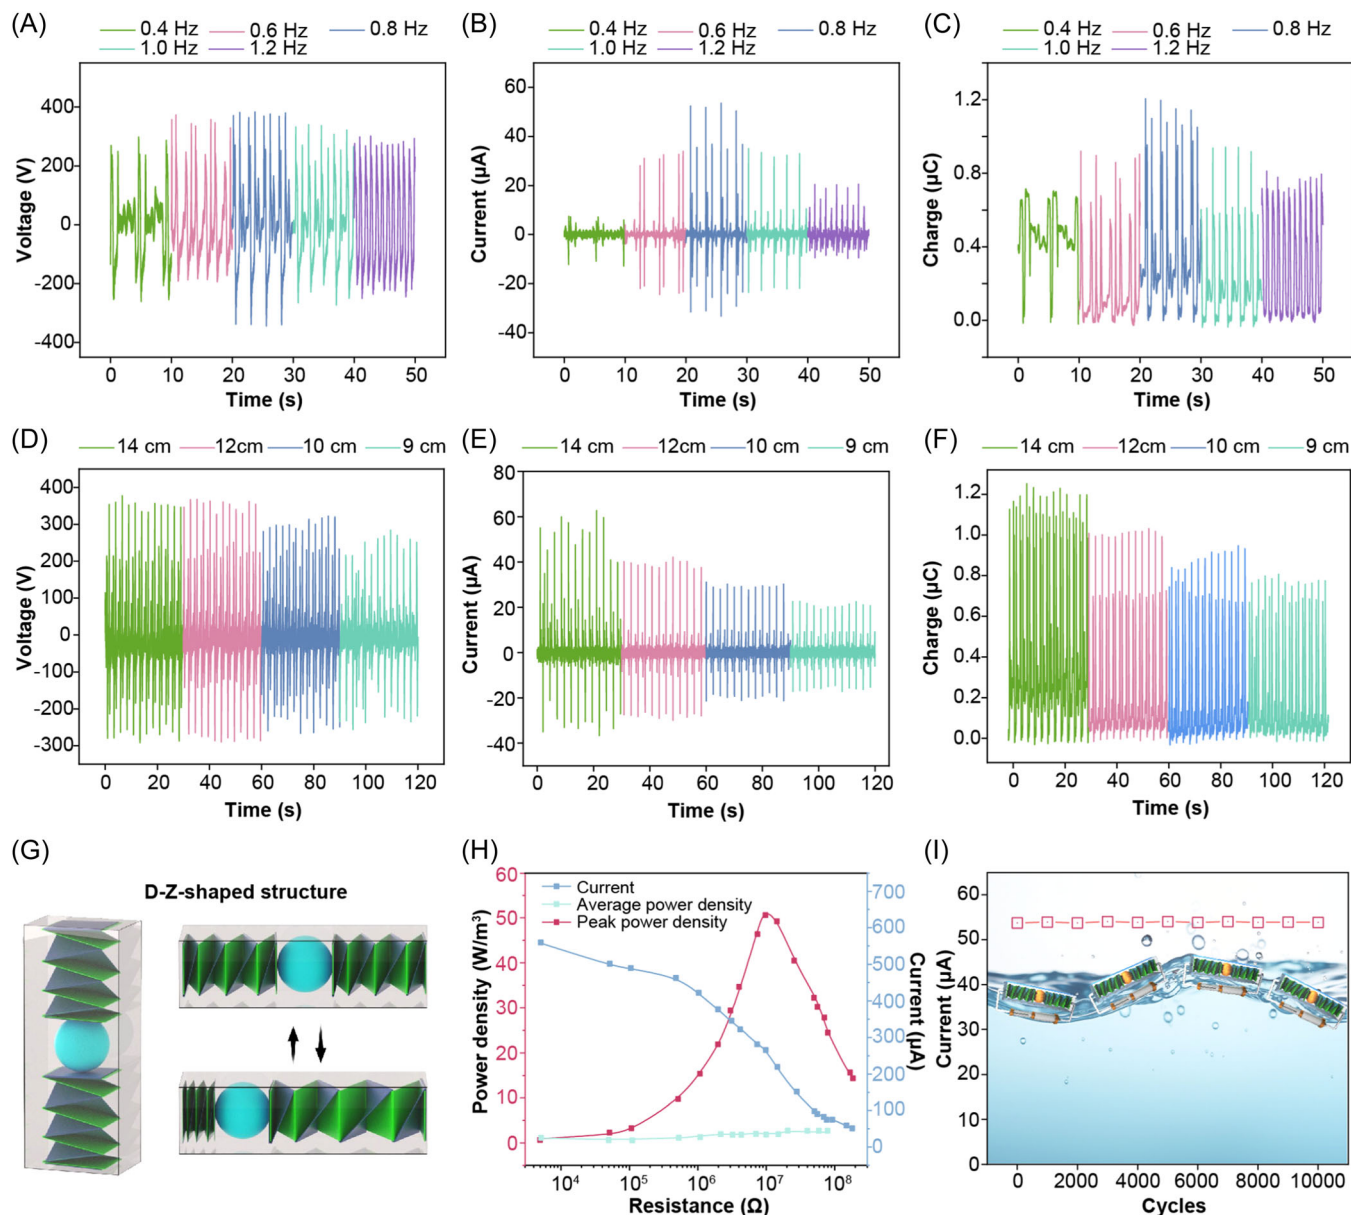 (A)
0.4 Hz 0.6 Hz 0.8 Hz
1.0 Hz 1.2 Hz
Voltage (V)
400
200
0
-200
-400
0 10 20 30 40 50
Time (s)
(B)
0.4 Hz 0.6 Hz 0.8 Hz
1.0 Hz 1.2 Hz
Current (µA)
60
40
20
0
-20
-40
0 10 20 30 40 50
Time (s)
(C)
0.4 Hz 0.6 Hz 0.8 Hz
1.0 Hz 1.2 Hz
Charge (µC)
1.2
0.8
0.4
0.0
0 10 20 30 40 50
Time (s)
(D)
14 cm 12cm 10 cm 9 cm
Voltage (V)
400
300
200
100
0
-100
-200
-300
0 20 40 60 80 100 120
Time (s)
(E)
14 cm 12cm 10 cm 9 cm
Current (µA)
80
60
40
20
0
-20
-40
0 20 40 60 80 100 120
Time (s)
(F)
14 cm 12cm 10 cm 9 cm
Charge (µC)
1.2
1.0
0.8
0.6
0.4
0.2
0.0
0 20 40 60 80 100 120
Time (s)
(G)
D-Z-shaped structure
(H)
Current
Average power density
Peak power density
Power density (W/m³)
60
50
40
30
20
10
0
700
600
500
400
300
200
100
0
Current (µA)
10⁴ 10⁵ 10⁶ 10⁷ 10⁸
Resistance (Ω)
(I)
Current (µA)
60
50
40
30
20
10
0
0 2000 4000 6000 8000 10000
Cycles